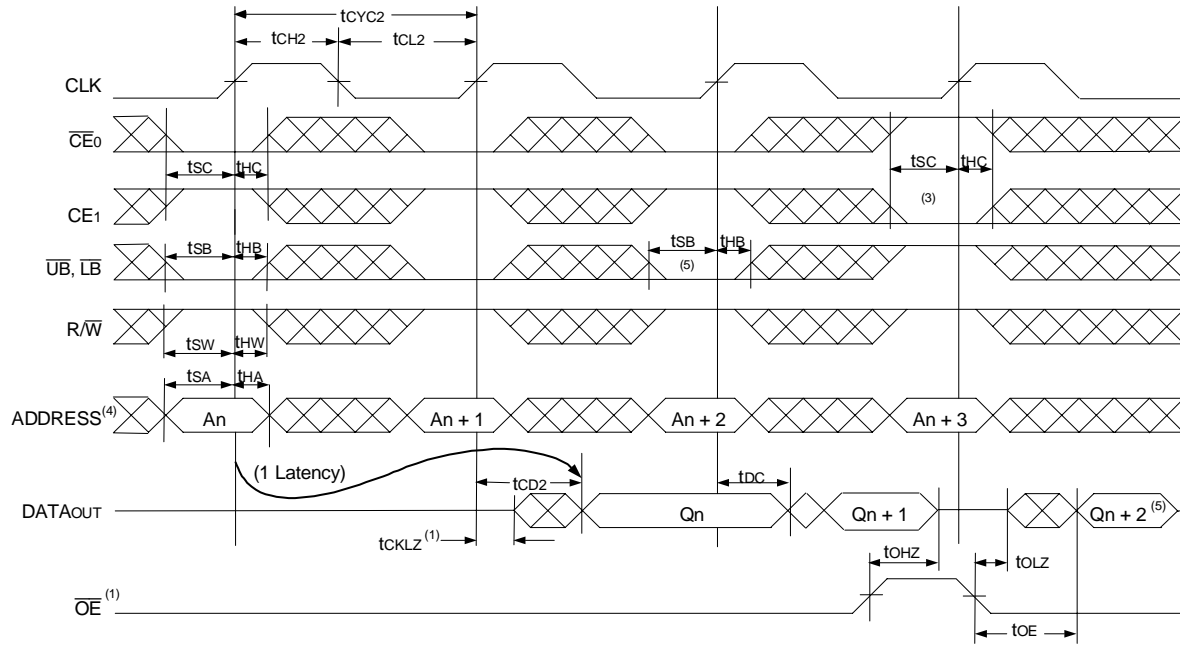 tCYC2
tCH2 tCL2
CLK
CE0
tSC tHC tSC tHC
CE1 (3)
tSB tHB tSB tHB
UB, LB (5)
R/W
tSW tHW
tSA tHA
ADDRESS(4) An An + 1 An + 2 An + 3
(1 Latency) tCD2 tDC
DATAOUT Qn Qn + 1 Qn + 2 (5)
tCKLZ (1) tOHZ tOLZ
OE (1)
tOE